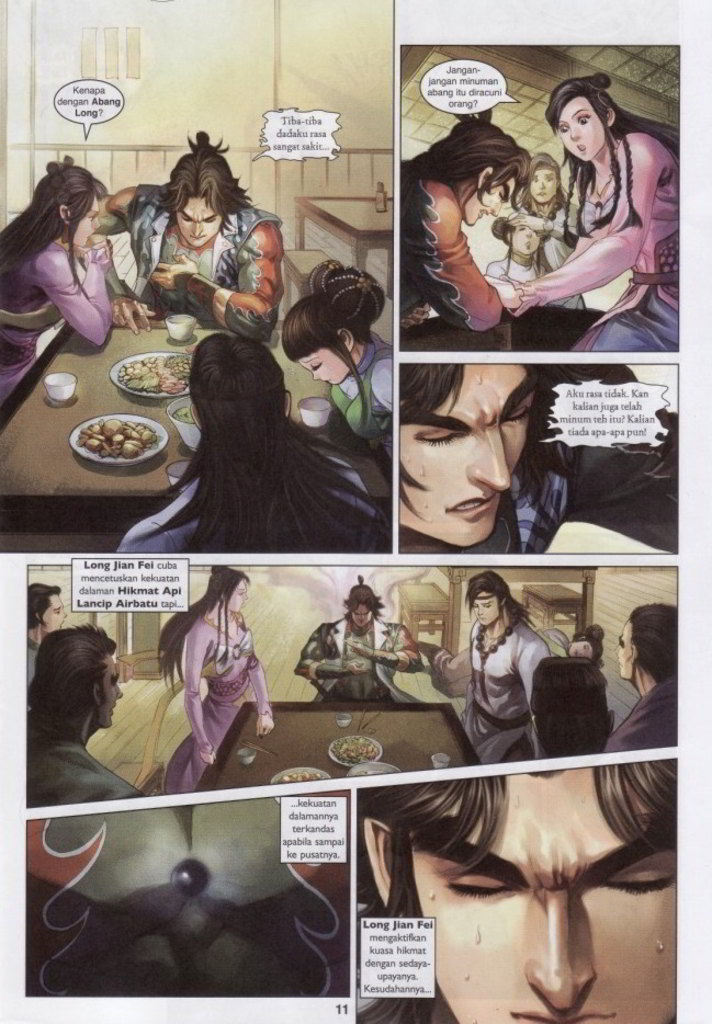 Kenapa
dengan Abang
Long?
Tiba-tiba
dadaku rasa
sangat sakit...
Jangan-
jangan minuman
abang itu diracuni
orang?
Aku rasa tidak. Kan
kalian juga telah
minum teh itu? Kalian
tiada apa-apa pun!
Long Jian Fei cuba
mencetuskan kekuatan
dalaman Hikmat Api
Lancip Airbatu tapi...
...kekuatan
dalamannya
terkandas
apabila sampai
ke pusatnya.
Long Jian Fei
mengaktifkan
kuasa hikmat
dengan sedaya-
upayanya.
Kesudahannya...
11